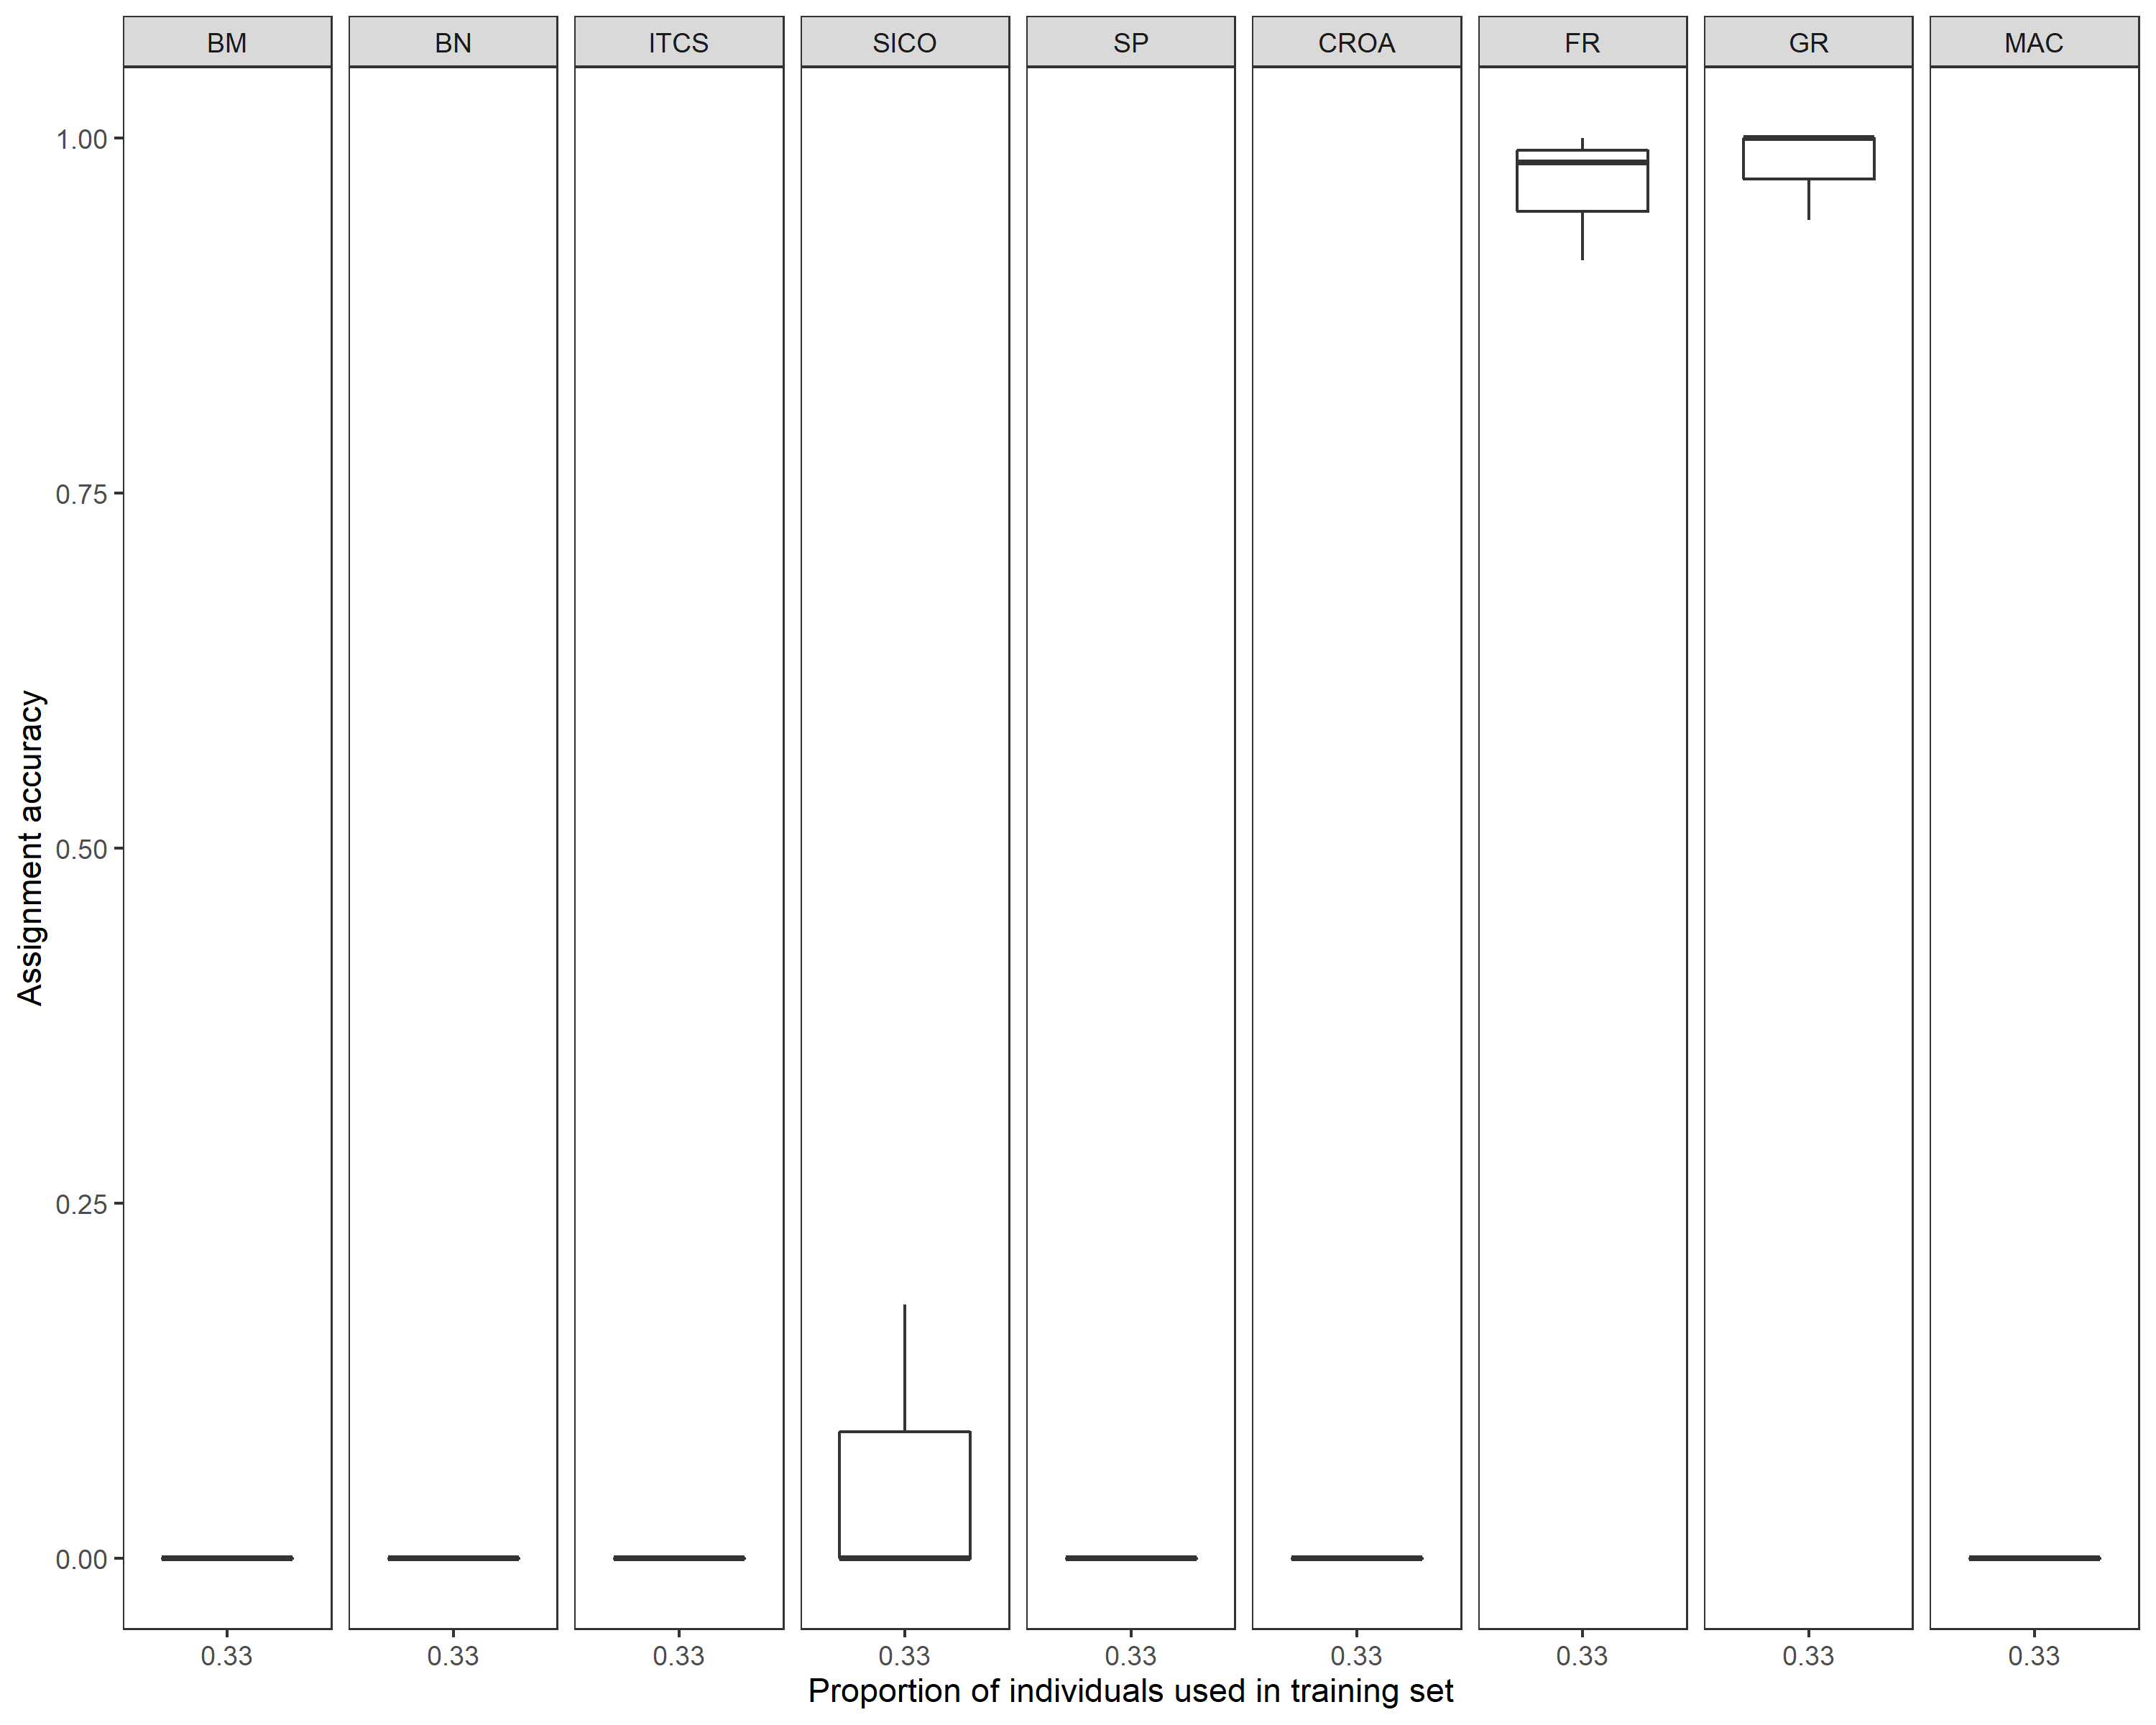 BM BN ITCS SICO SP CROA FR GR MAC
1.00
0.75
0.50
0.25
0.00
Assignment accuracy
0.33 0.33 0.33 0.33 0.33 0.33 0.33 0.33 0.33
Proportion of individuals used in training set